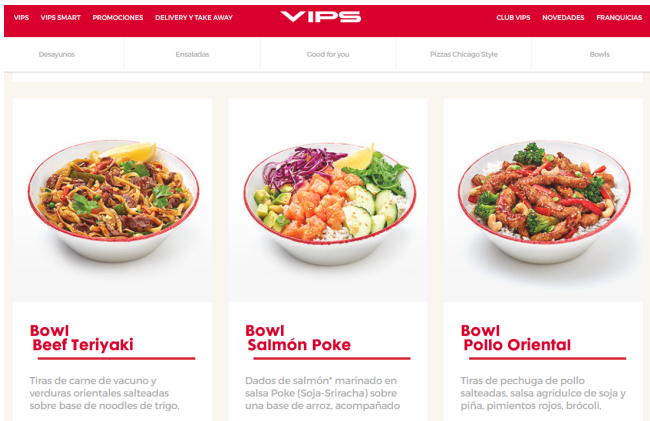 VIPS VIPS SMART PROMOCIONES DELIVERY Y TAKE AWAY VIPS CLUB VIPS NOVEDADES FRANQUICIAS
Desayunos Ensaladas Good for you Pizzas Chicago Style Bowls
Bowl
Beef Teriyaki
Tiras de carne de vacuno y
verduras orientales salteadas
sobre base de noodles de trigo,
Bowl
Salmón Poke
Dados de salmón* marinado en
salsa Poke (Soja-Sriracha) sobre
una base de arroz, acompañado
Bowl
Pollo Oriental
Tiras de pechuga de pollo
salteadas, salsa agridulce de soja y
piña, pimientos rojos, brócoli,